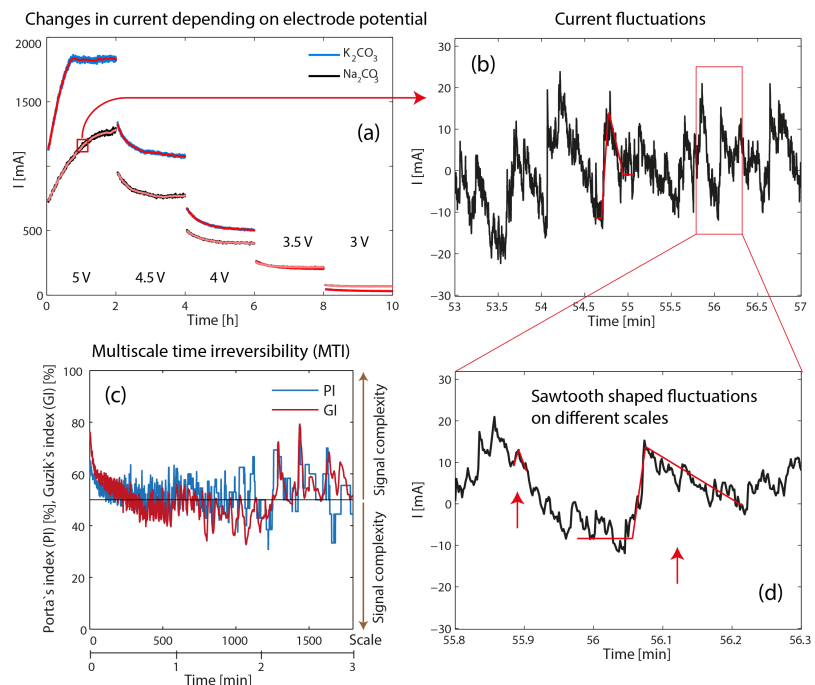 Changes in current depending on electrode potential
K2CO3
Na2CO3
(a)
2000
1500
1000
500
0
I [mA]
5 V
4.5 V
4 V
3.5 V
3 V
0 2 4 6 8 10
Time [h]
Current fluctuations
(b)
30
20
10
0
−10
−20
−30
I [mA]
53 53.5 54 54.5 55 55.5 56 56.5 57
Time [min]
Multiscale time irreversibility (MTI)
(c)
PI
GI
100
80
60
40
20
0
Porta`s index (PI) [%], Guzik`s index (GI) [%]
Signal complexity
Signal complexity
0 500 1000 1500 Scale
0 1 2 3
Time [min]
Sawtooth shaped fluctuations
on different scales
30
20
10
0
−10
−20
−30
I [mA]
(d)
55.8 55.9 56 56.1 56.2 56.3
Time [min]